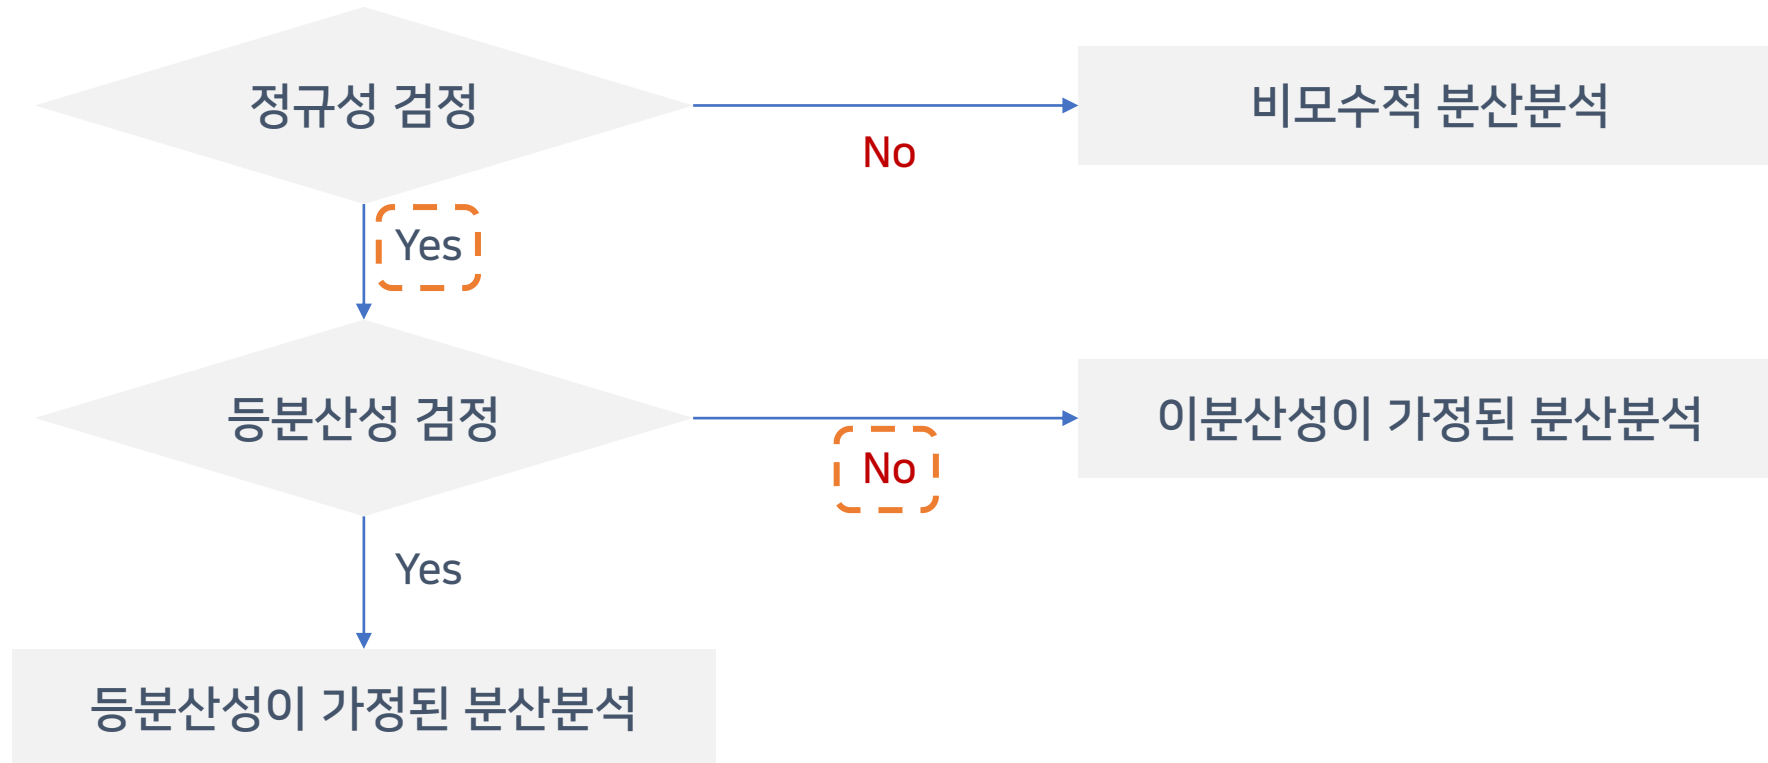 정규성 검정
비모수적 분산분석
No
Yes
등분산성 검정
이분산성이 가정된 분산분석
No
Yes
등분산성이 가정된 분산분석